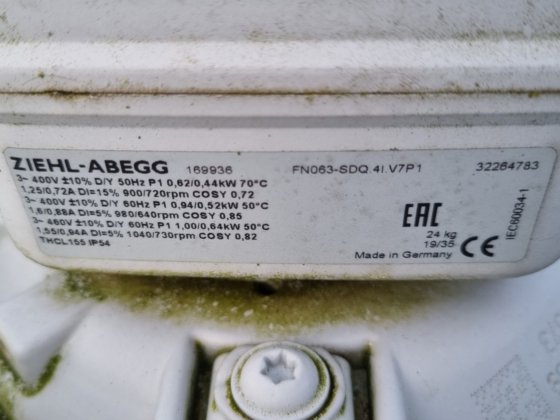 ZIEHL-ABEGG 169936 FN063-SDQ.4I.V7P1 32264783
3~ 400V ±10% D/Y 50Hz P1 0,62/0,44kW 70°C
1,25/0,72A DI=15% 900/720rpm COSY 0,72
3~ 400V ±10% D/Y 60Hz P1 0,94/0,52kW 50°C
1,6/0,88A DI=5% 980/640rpm COSY 0,85
3~ 460V ±10% D/Y 60Hz P1 1,00/0,64kW 50°C
1,55/0,94A DI=5% 1040/730rpm COSY 0,82
THCL155 IP54
EAC
24 kg
19/35
Made in Germany
CE
IEC60034-1